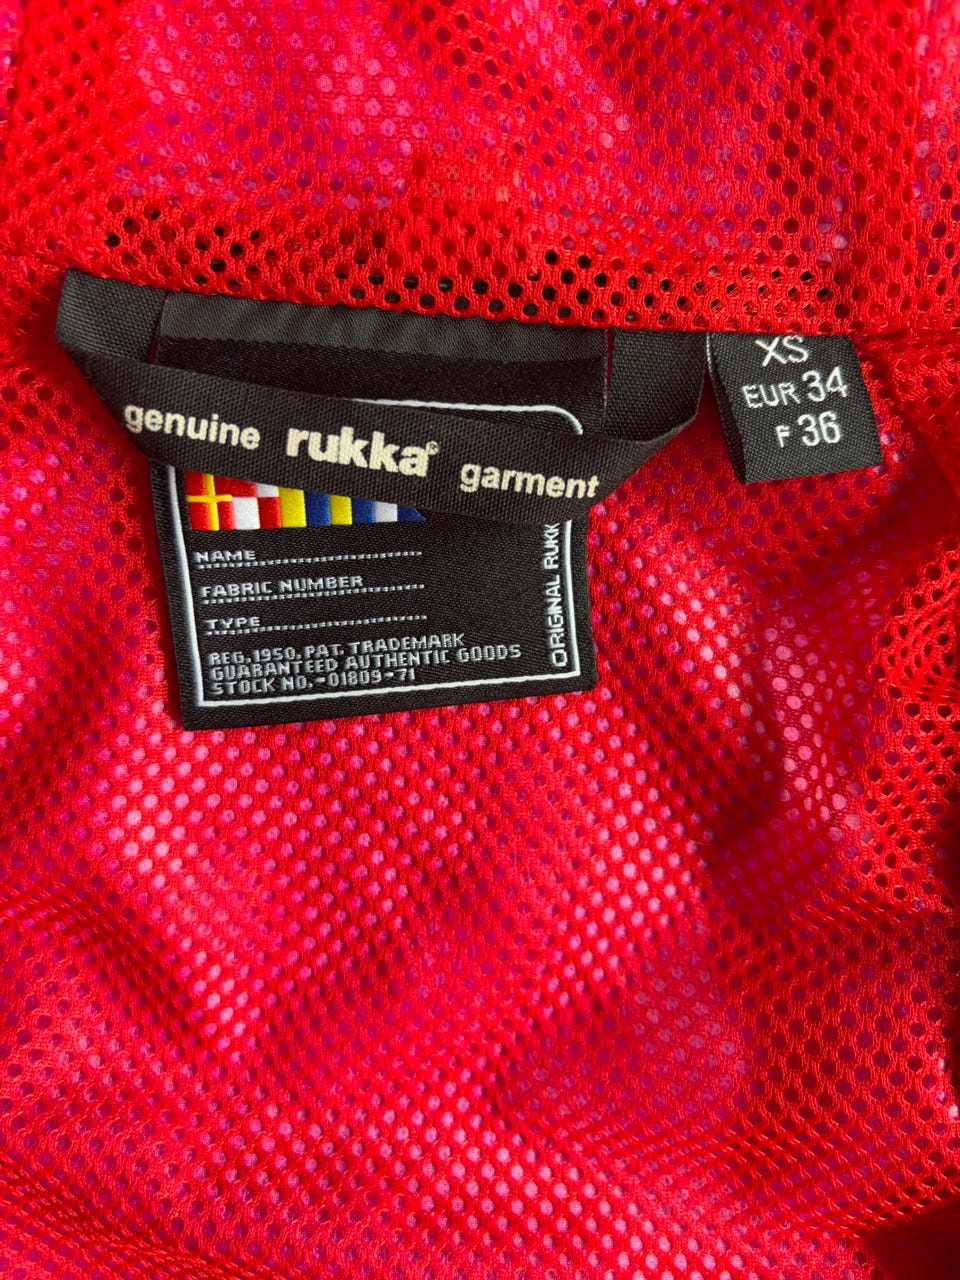 genuine rukka® garment
XS
EUR 34
F 36
NAME
FABRIC NUMBER
TYPE
REG. 1950. PAT. TRADEMARK
GUARANTEED AUTHENTIC GOODS
STOCK NO.-01809-71
ORIGINAL RUKK